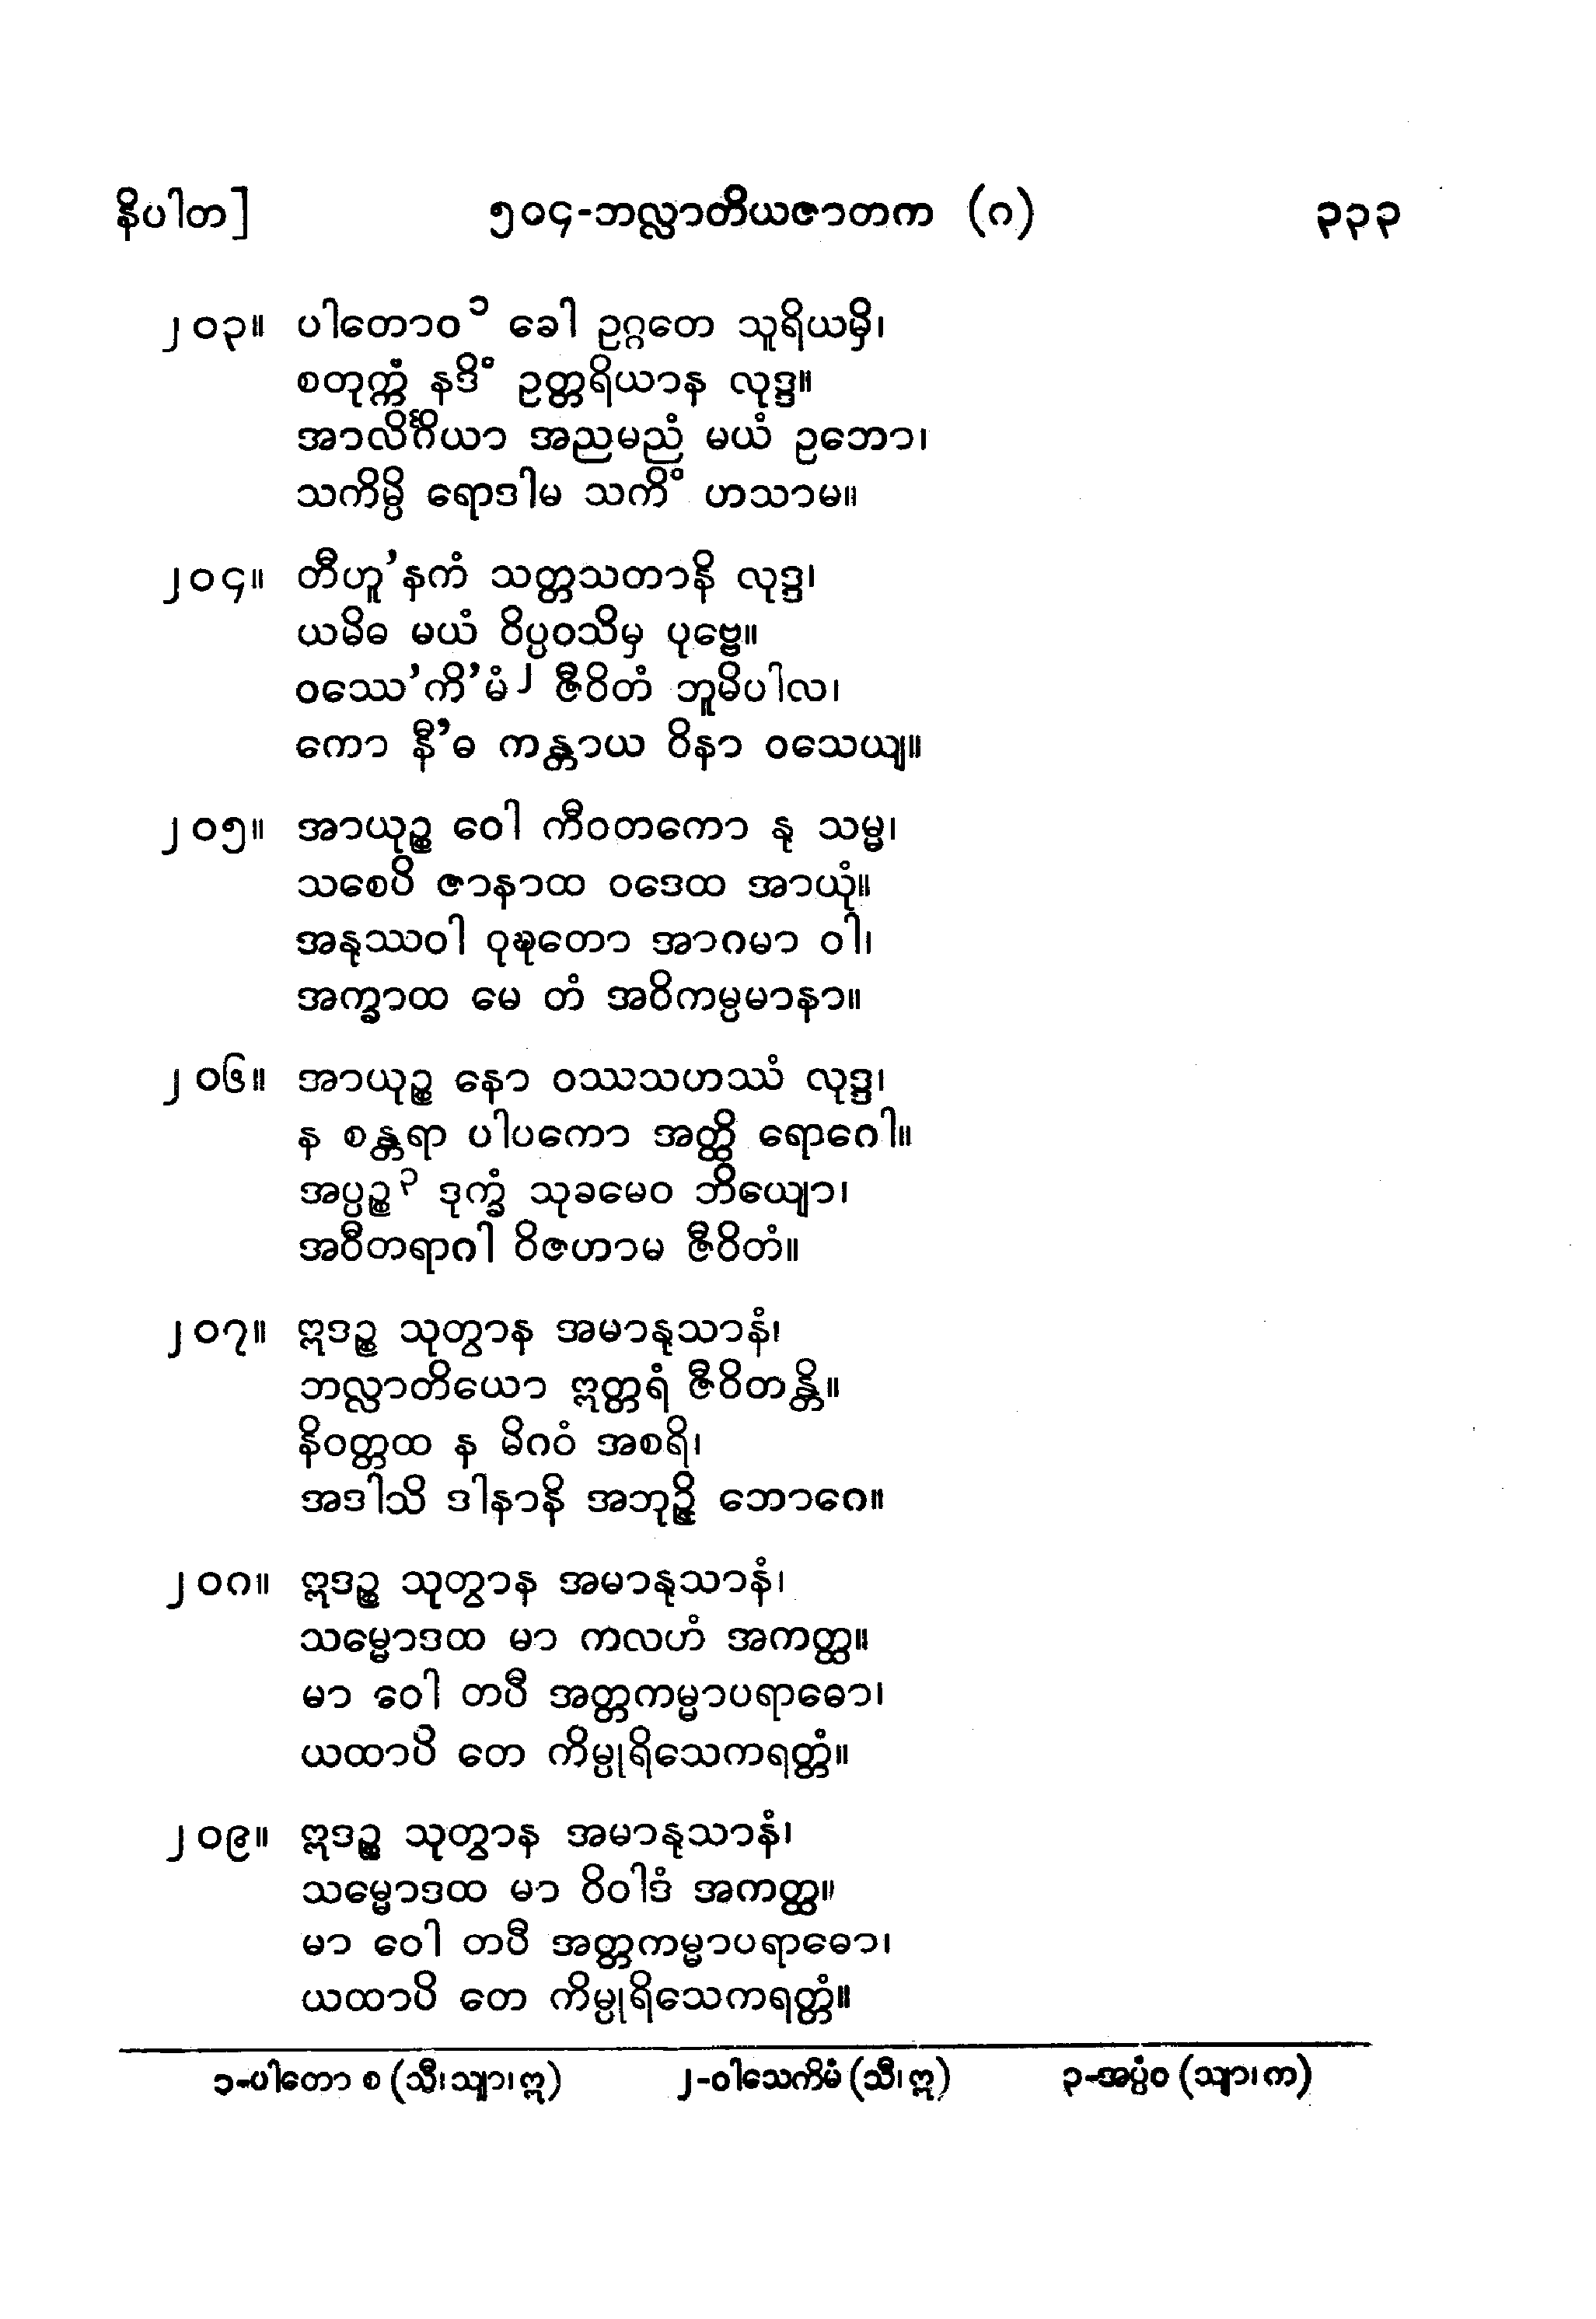 နိပါတ] ၅၀၄-ဘလ္လာတိယဇာတက (ဂ) ၃၃၃
၂၀၃။ ပါတောဝ၁ ခေါ ဥဂ္ဂတေ သူရိယမှိ၊
စတုက္ကံ နဒိံ ဥတ္တရိယာန လုဒ္ဒ။
အာလိင်္ဂိယာ အညမညံ မယံ ဥဘော၊
သကိမ္ပိ ရောဒါမ သကိံ ဟသာမ။
၂၀၄။ တီဟူ’နကံ သတ္တသတာနိ လုဒ္ဒ၊
ယမိဓ မယံ ဝိပ္ပဝသိမှ ပုဗ္ဗေ။
ဝဿေ’ကိ’မံ၂ ဇီဝိတံ ဘူမိပါလ၊
ကော နီ’ဓ ကန္တာယ ဝိနာ ဝသေယျ။
၂၀၅။ အာယုဉ္စ ဝေါ ကီဝတကော နု သမ္မ၊
သစေပိ ဇာနာထ ဝဒေထ အာယုံ။
အနုဿဝါ ဝုဍ္ဎတော အာဂမာ ဝါ၊
အက္ခာထ မေ တံ အဝိကမ္ပမာနာ။
၂၀၆။ အာယုဉ္စ နော ဝဿသဟဿံ လုဒ္ဒ၊
န စန္တရာ ပါပကော အတ္ထိ ရောဂေါ။
အပ္ပဉ္စ၃ ဒုက္ခံ သုခမေဝ ဘိယျော၊
အဝီတရာဂါ ဝိဇဟာမ ဇီဝိတံ။
၂၀၇။ ဣဒဉ္စ သုတွာန အမာနုသာနံ၊
ဘလ္လာတိယော ဣတ္တရံ ဇီဝိတန္တိ။
နိဝတ္တထ န မိဂဝံ အစရိ၊
အဒါသိ ဒါနာနိ အဘုဉ္ဇိ ဘောဂေ။
၂၀၈။ ဣဒဉ္စ သုတွာန အမာနုသာနံ၊
သမ္မောဒထ မာ ကလဟံ အကတ္ထ။
မာ ဝေါ တပီ အတ္တကမ္မာပရာဓော၊
ယထာပိ တေ ကိမ္ပုရိသေကရတ္တံ။
၂၀၉။ ဣဒဉ္စ သုတွာန အမာနုသာနံ၊
သမ္မောဒထ မာ ဝိဝါဒံ အကတ္ထ။
မာ ဝေါ တပီ အတ္တကမ္မာပရာဓော၊
ယထာပိ တေ ကိမ္ပုရိသေကရတ္တံ။
၁-ပါတော စ (သီ၊သျာ၊ဣ) ၂-ဝါသေကိမံ (သီ၊ဣ) ၃-အပ္ပံဝ (သျာ၊က)